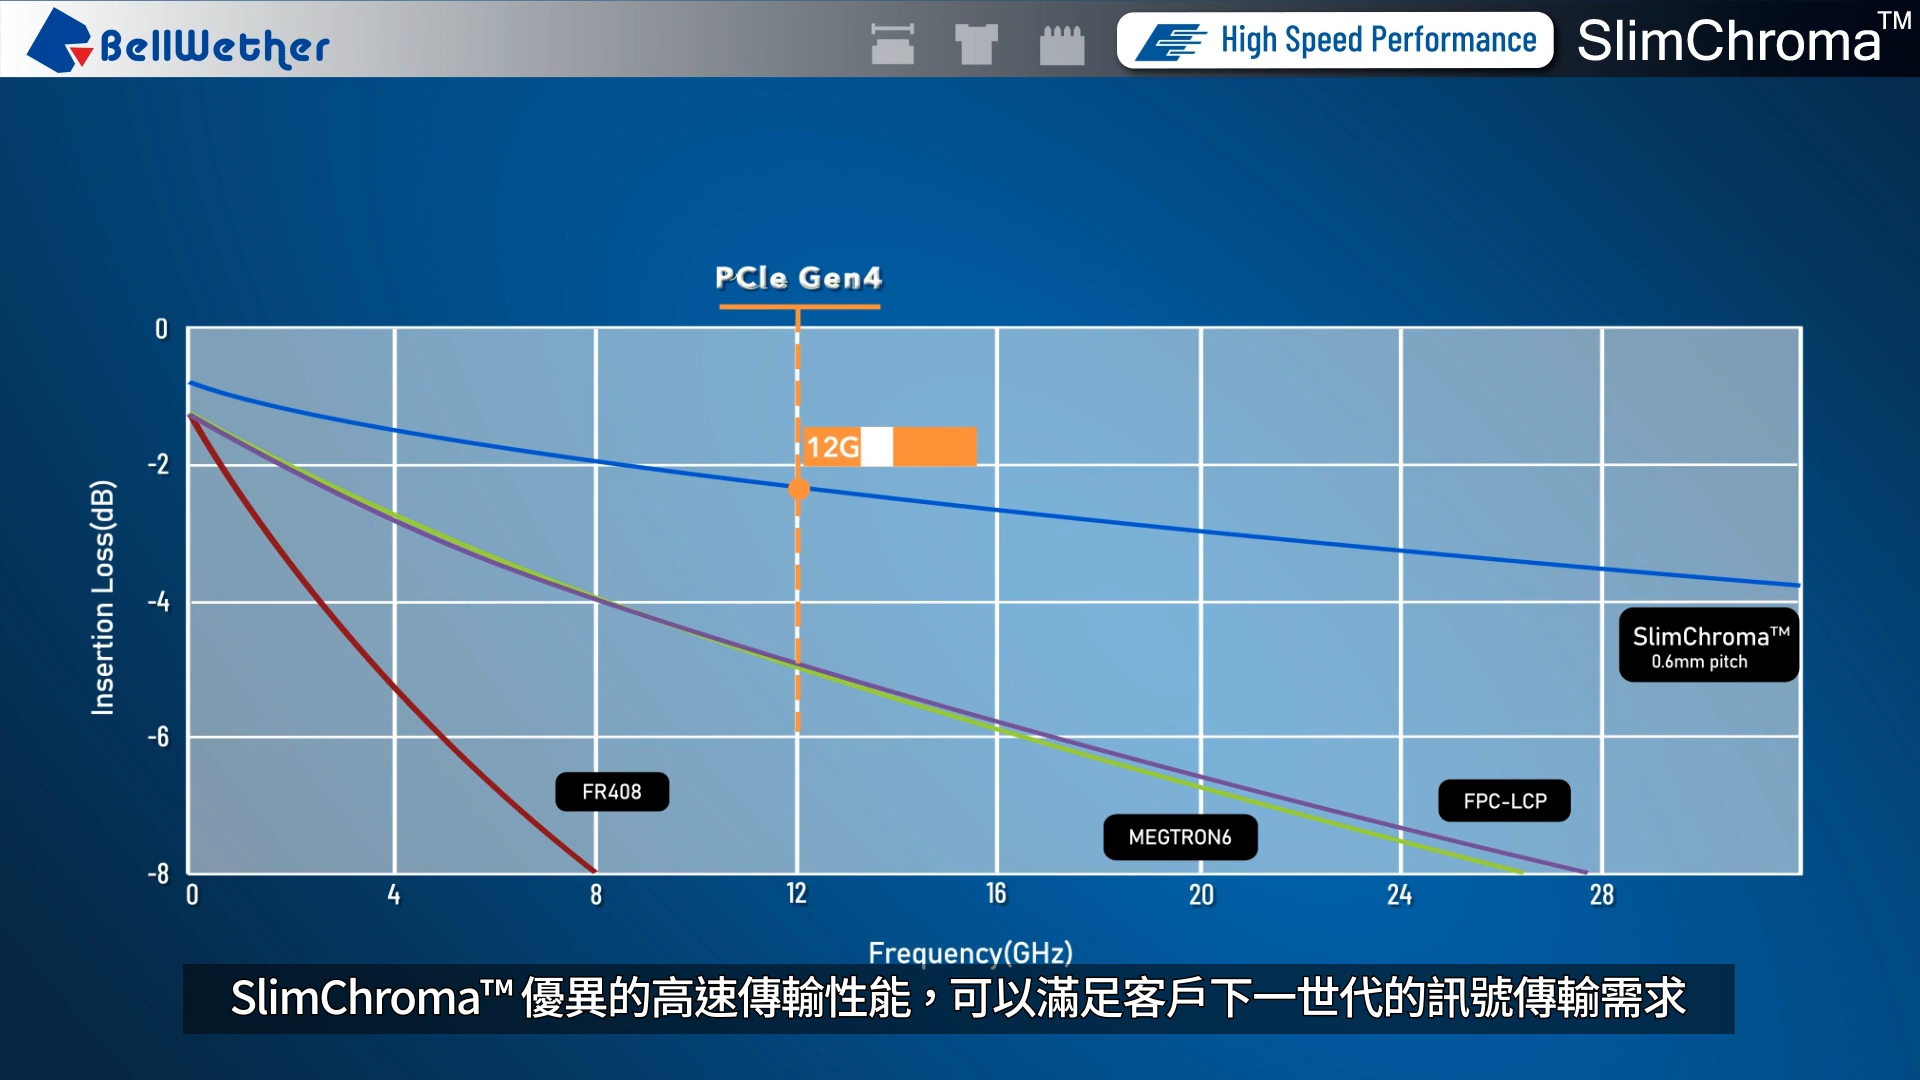 BellWether
High Speed Performance
SlimChroma™
PCIe Gen4
0
12G
-2
-4
-6
-8
Insertion Loss(dB)
SlimChroma™
0.6mm pitch
FR408
FPC-LCP
MEGTRON6
0 4 8 12 16 20 24 28
Frequency(GHz)
SlimChroma™ 優異的高速傳輸性能，可以滿足客戶下一世代的訊號傳輸需求